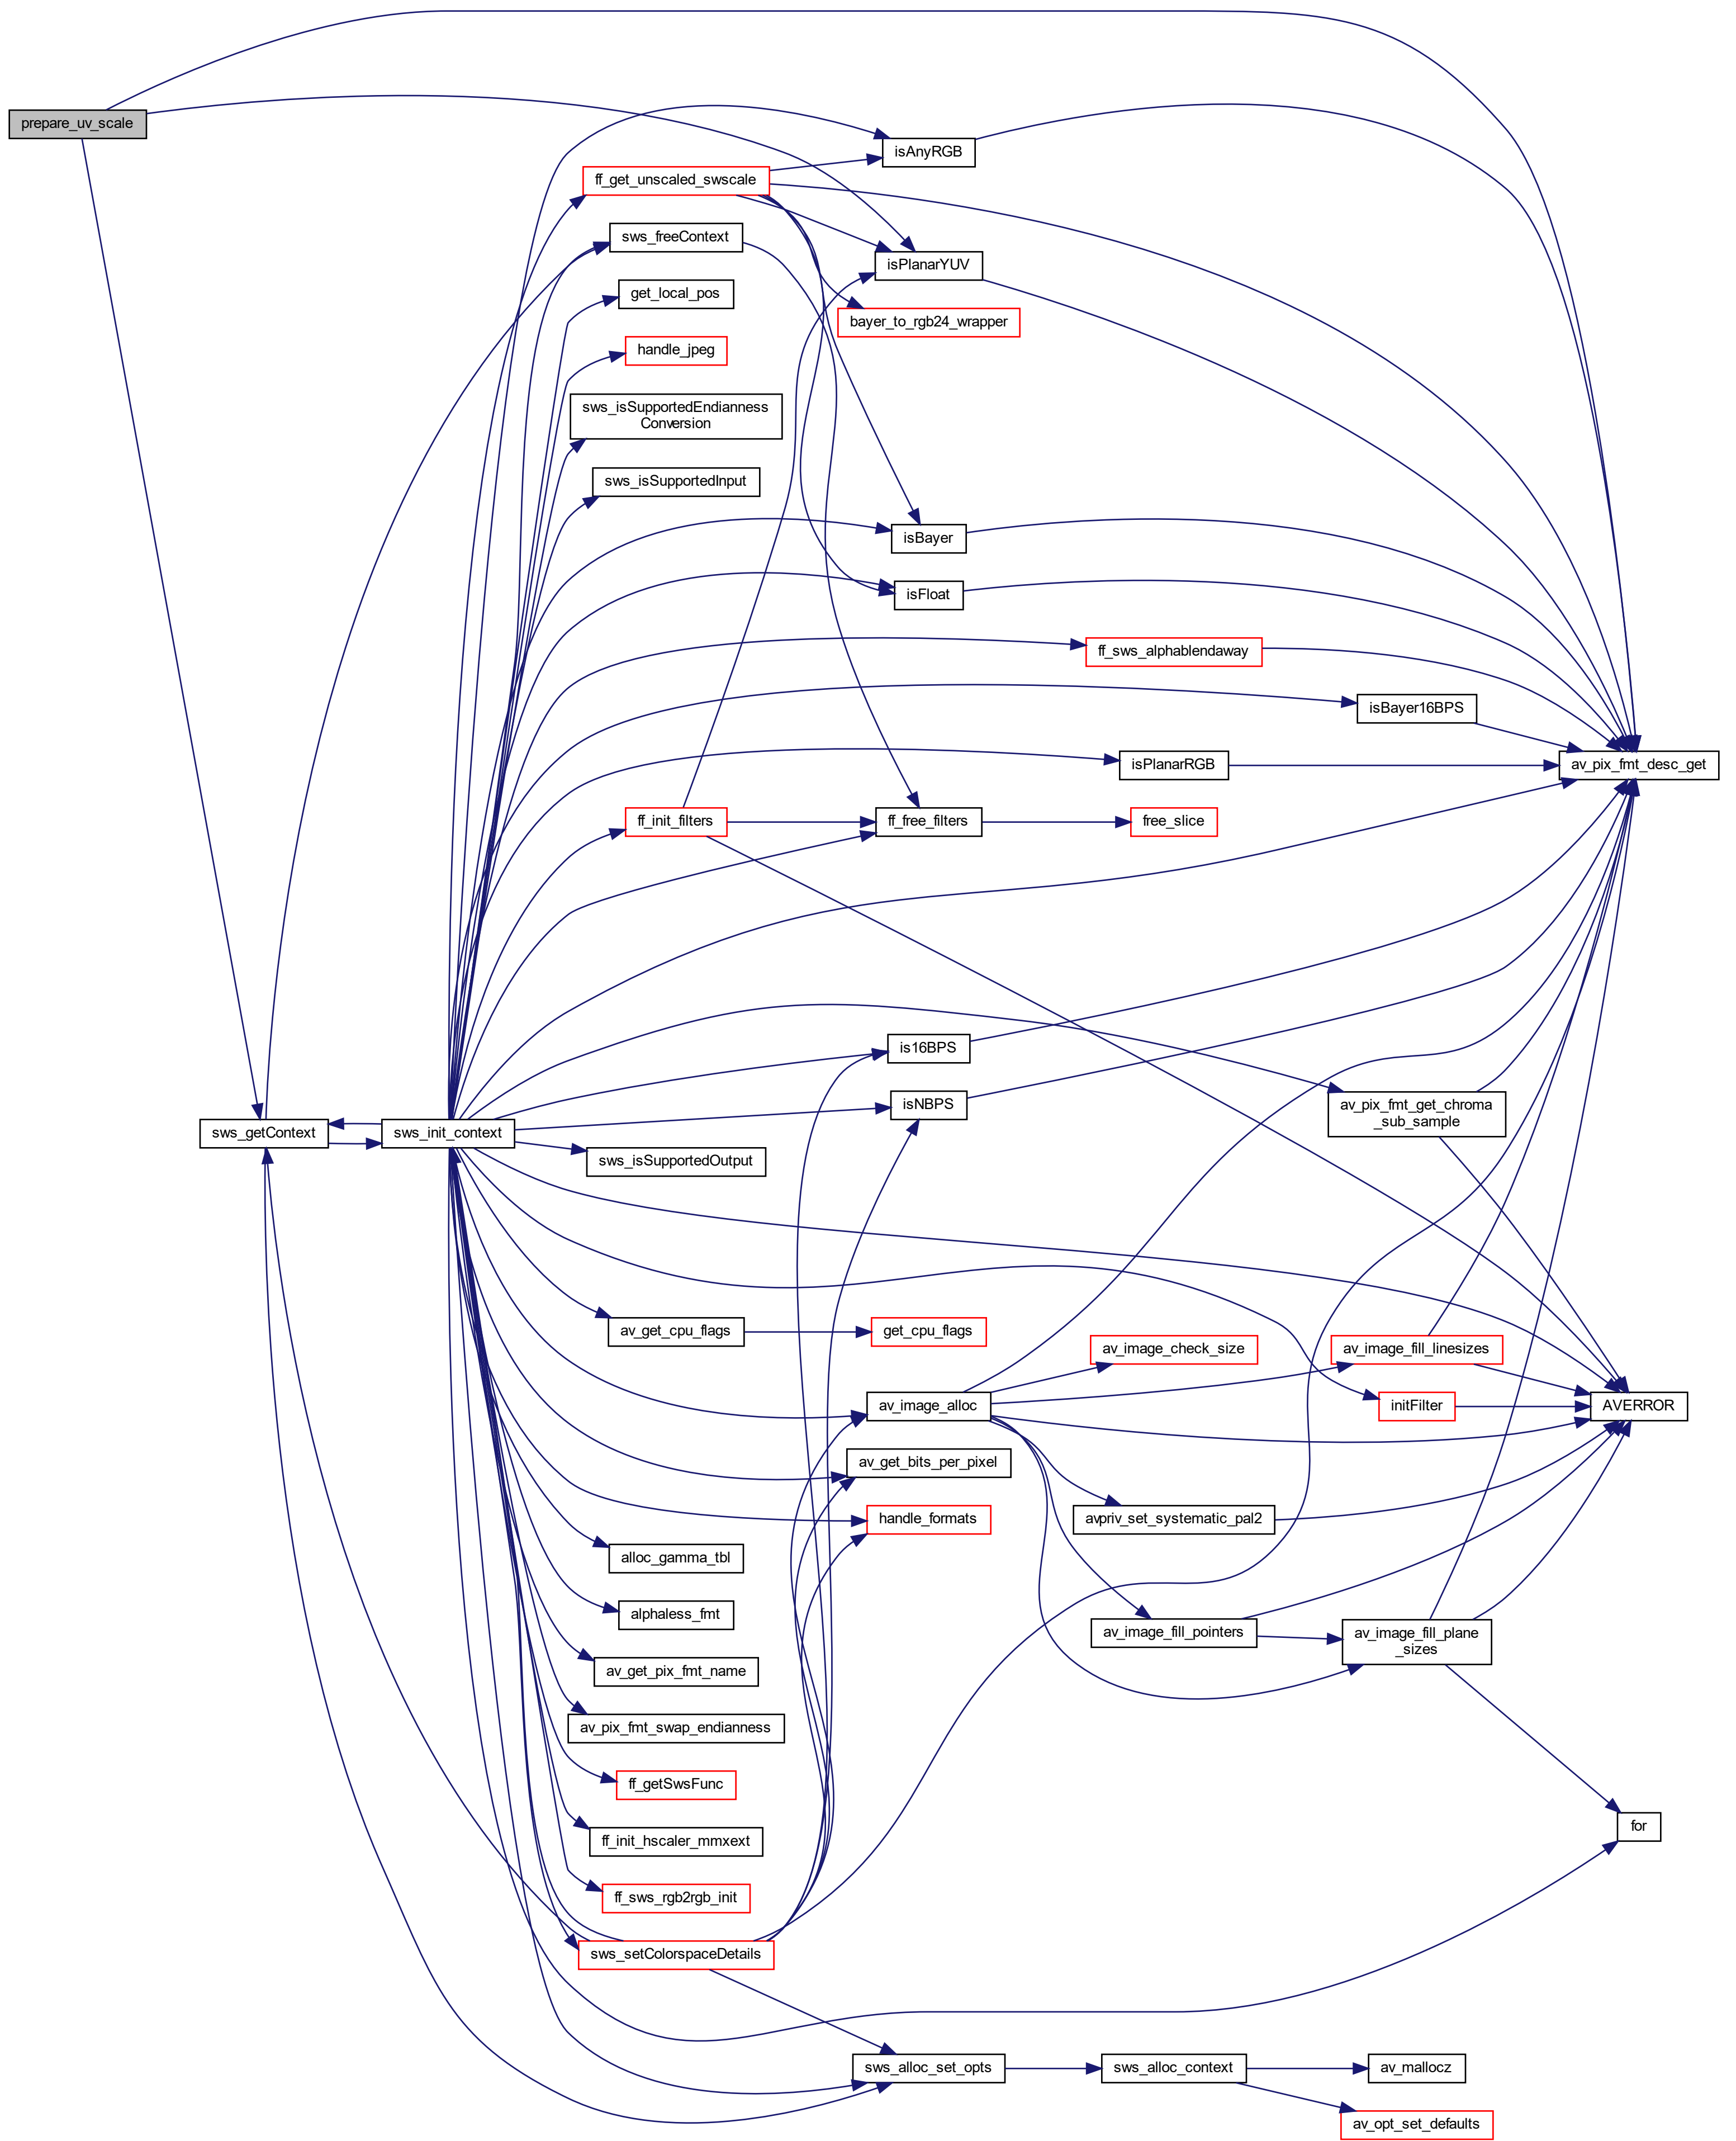 prepare_uv_scale
isAnyRGB
ff_get_unscaled_swscale
sws_freeContext
isPlanarYUV
get_local_pos
bayer_to_rgb24_wrapper
handle_jpeg
sws_isSupportedEndianness
Conversion
sws_isSupportedInput
isBayer
isFloat
ff_sws_alphablendaway
isBayer16BPS
isPlanarRGB
av_pix_fmt_desc_get
ff_init_filters
ff_free_filters
free_slice
is16BPS
isNBPS
av_pix_fmt_get_chroma
_sub_sample
sws_getContext
sws_init_context
sws_isSupportedOutput
av_get_cpu_flags
get_cpu_flags
av_image_check_size
av_image_fill_linesizes
av_image_alloc
initFilter
AVERROR
av_get_bits_per_pixel
handle_formats
avpriv_set_systematic_pal2
alloc_gamma_tbl
alphaless_fmt
av_image_fill_pointers
av_image_fill_plane
_sizes
av_get_pix_fmt_name
av_pix_fmt_swap_endianness
ff_getSwsFunc
for
ff_init_hscaler_mmxext
ff_sws_rgb2rgb_init
sws_setColorspaceDetails
sws_alloc_set_opts
sws_alloc_context
av_mallocz
av_opt_set_defaults